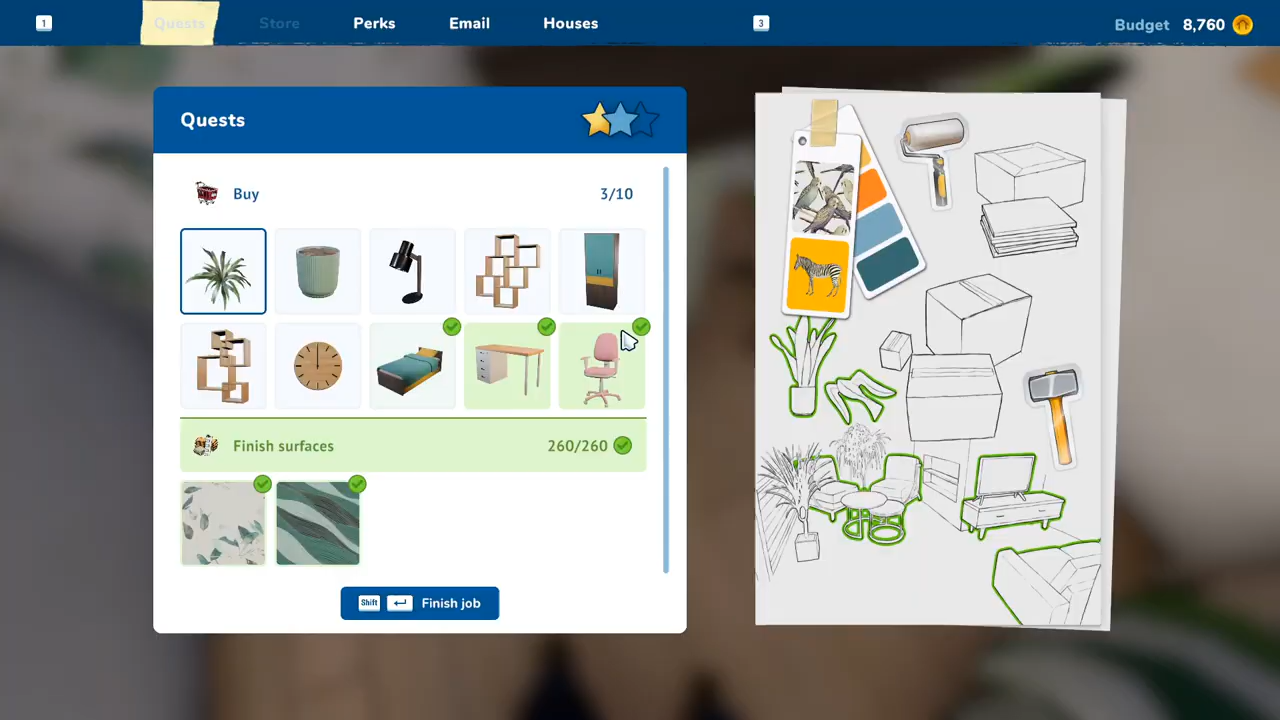 1 Quests Store Perks Email Houses 3 Budget 8,760
Quests
Buy 3/10
Finish surfaces 260/260
Shift Finish job